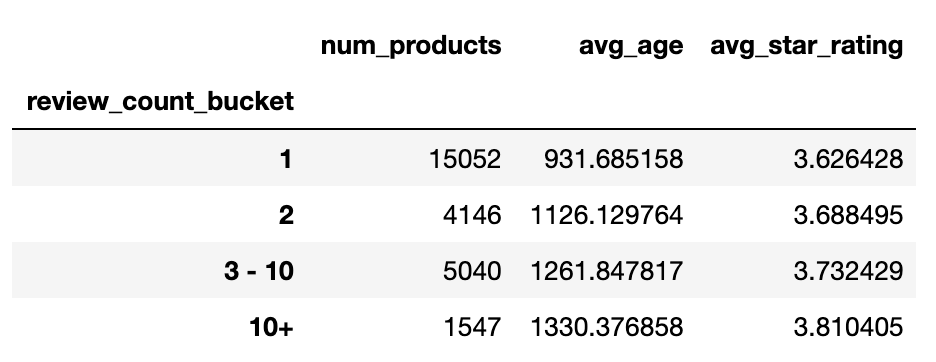 num_products avg_age avg_star_rating
review_count_bucket
1 15052 931.685158 3.626428
2 4146 1126.129764 3.688495
3 - 10 5040 1261.847817 3.732429
10+ 1547 1330.376858 3.810405